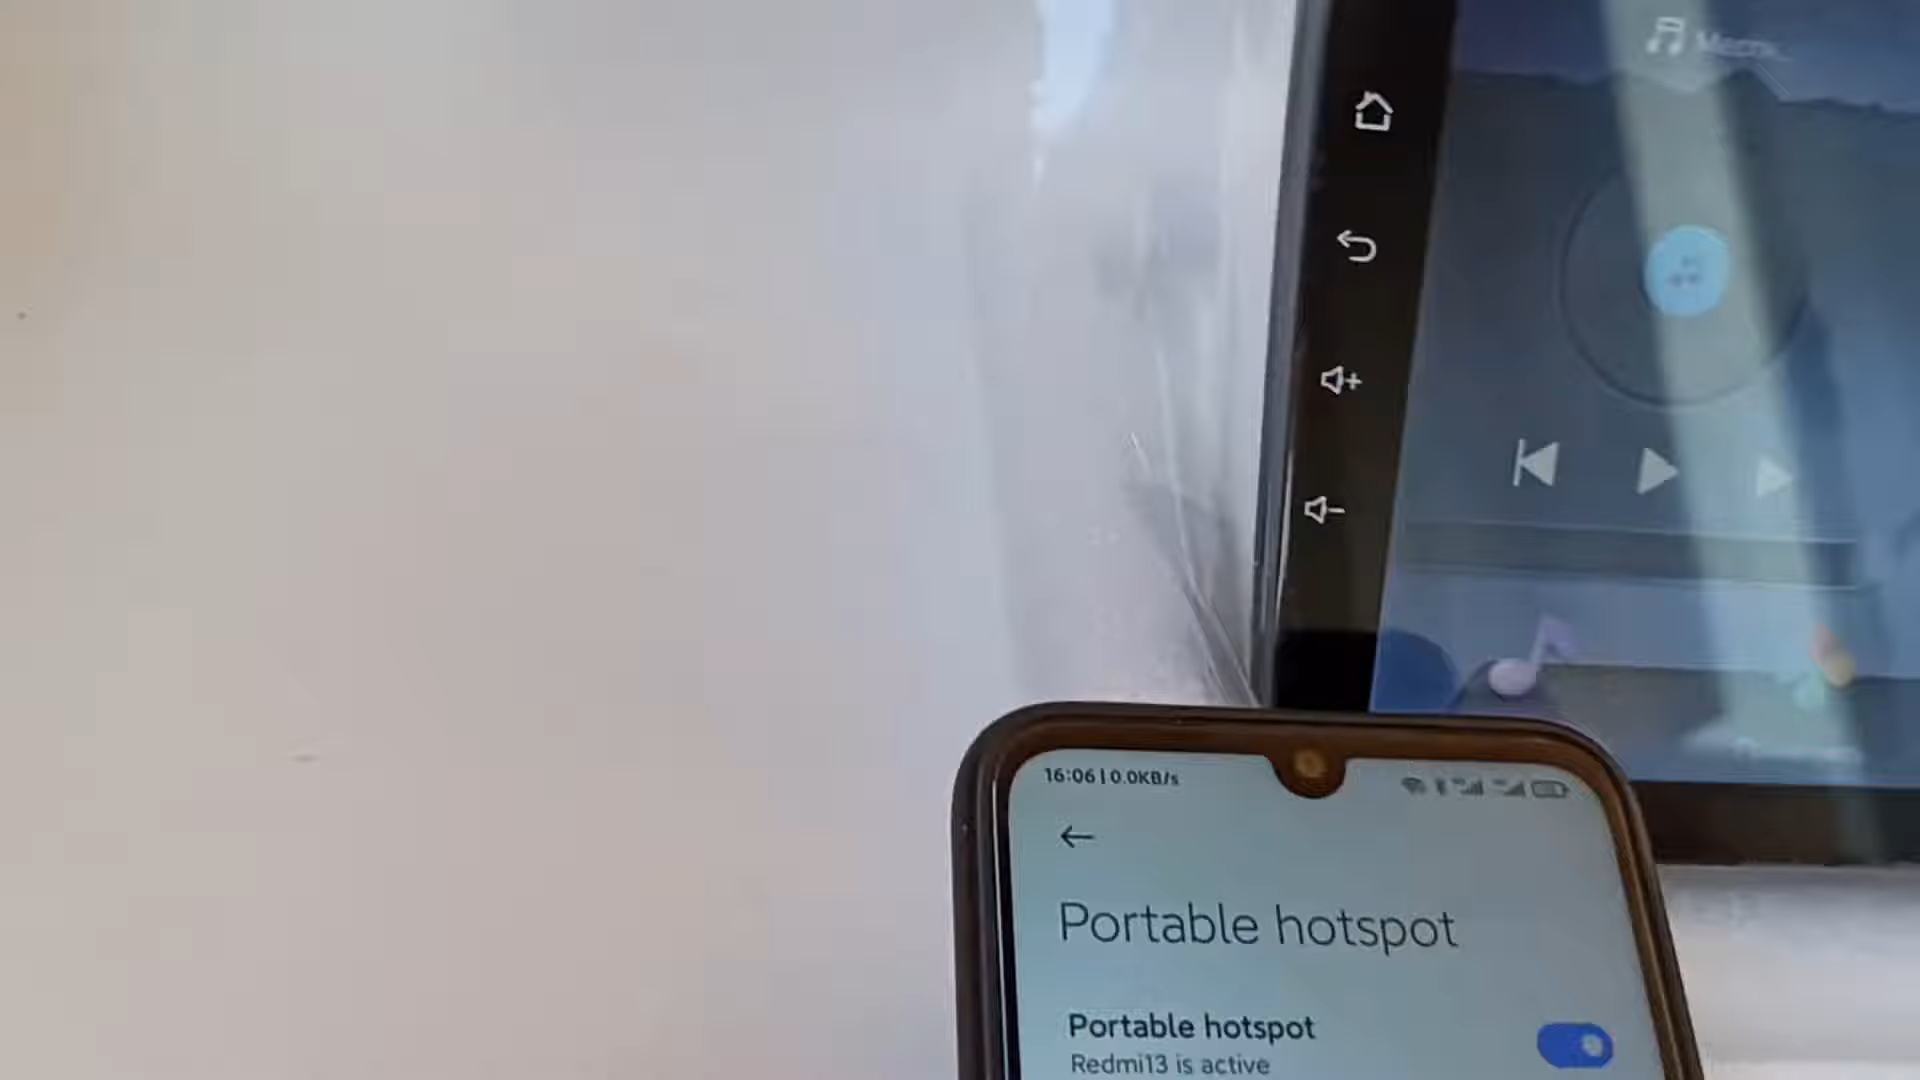 16:06 | 0.0KB/s
Portable hotspot
Portable hotspot
Redmi13 is active